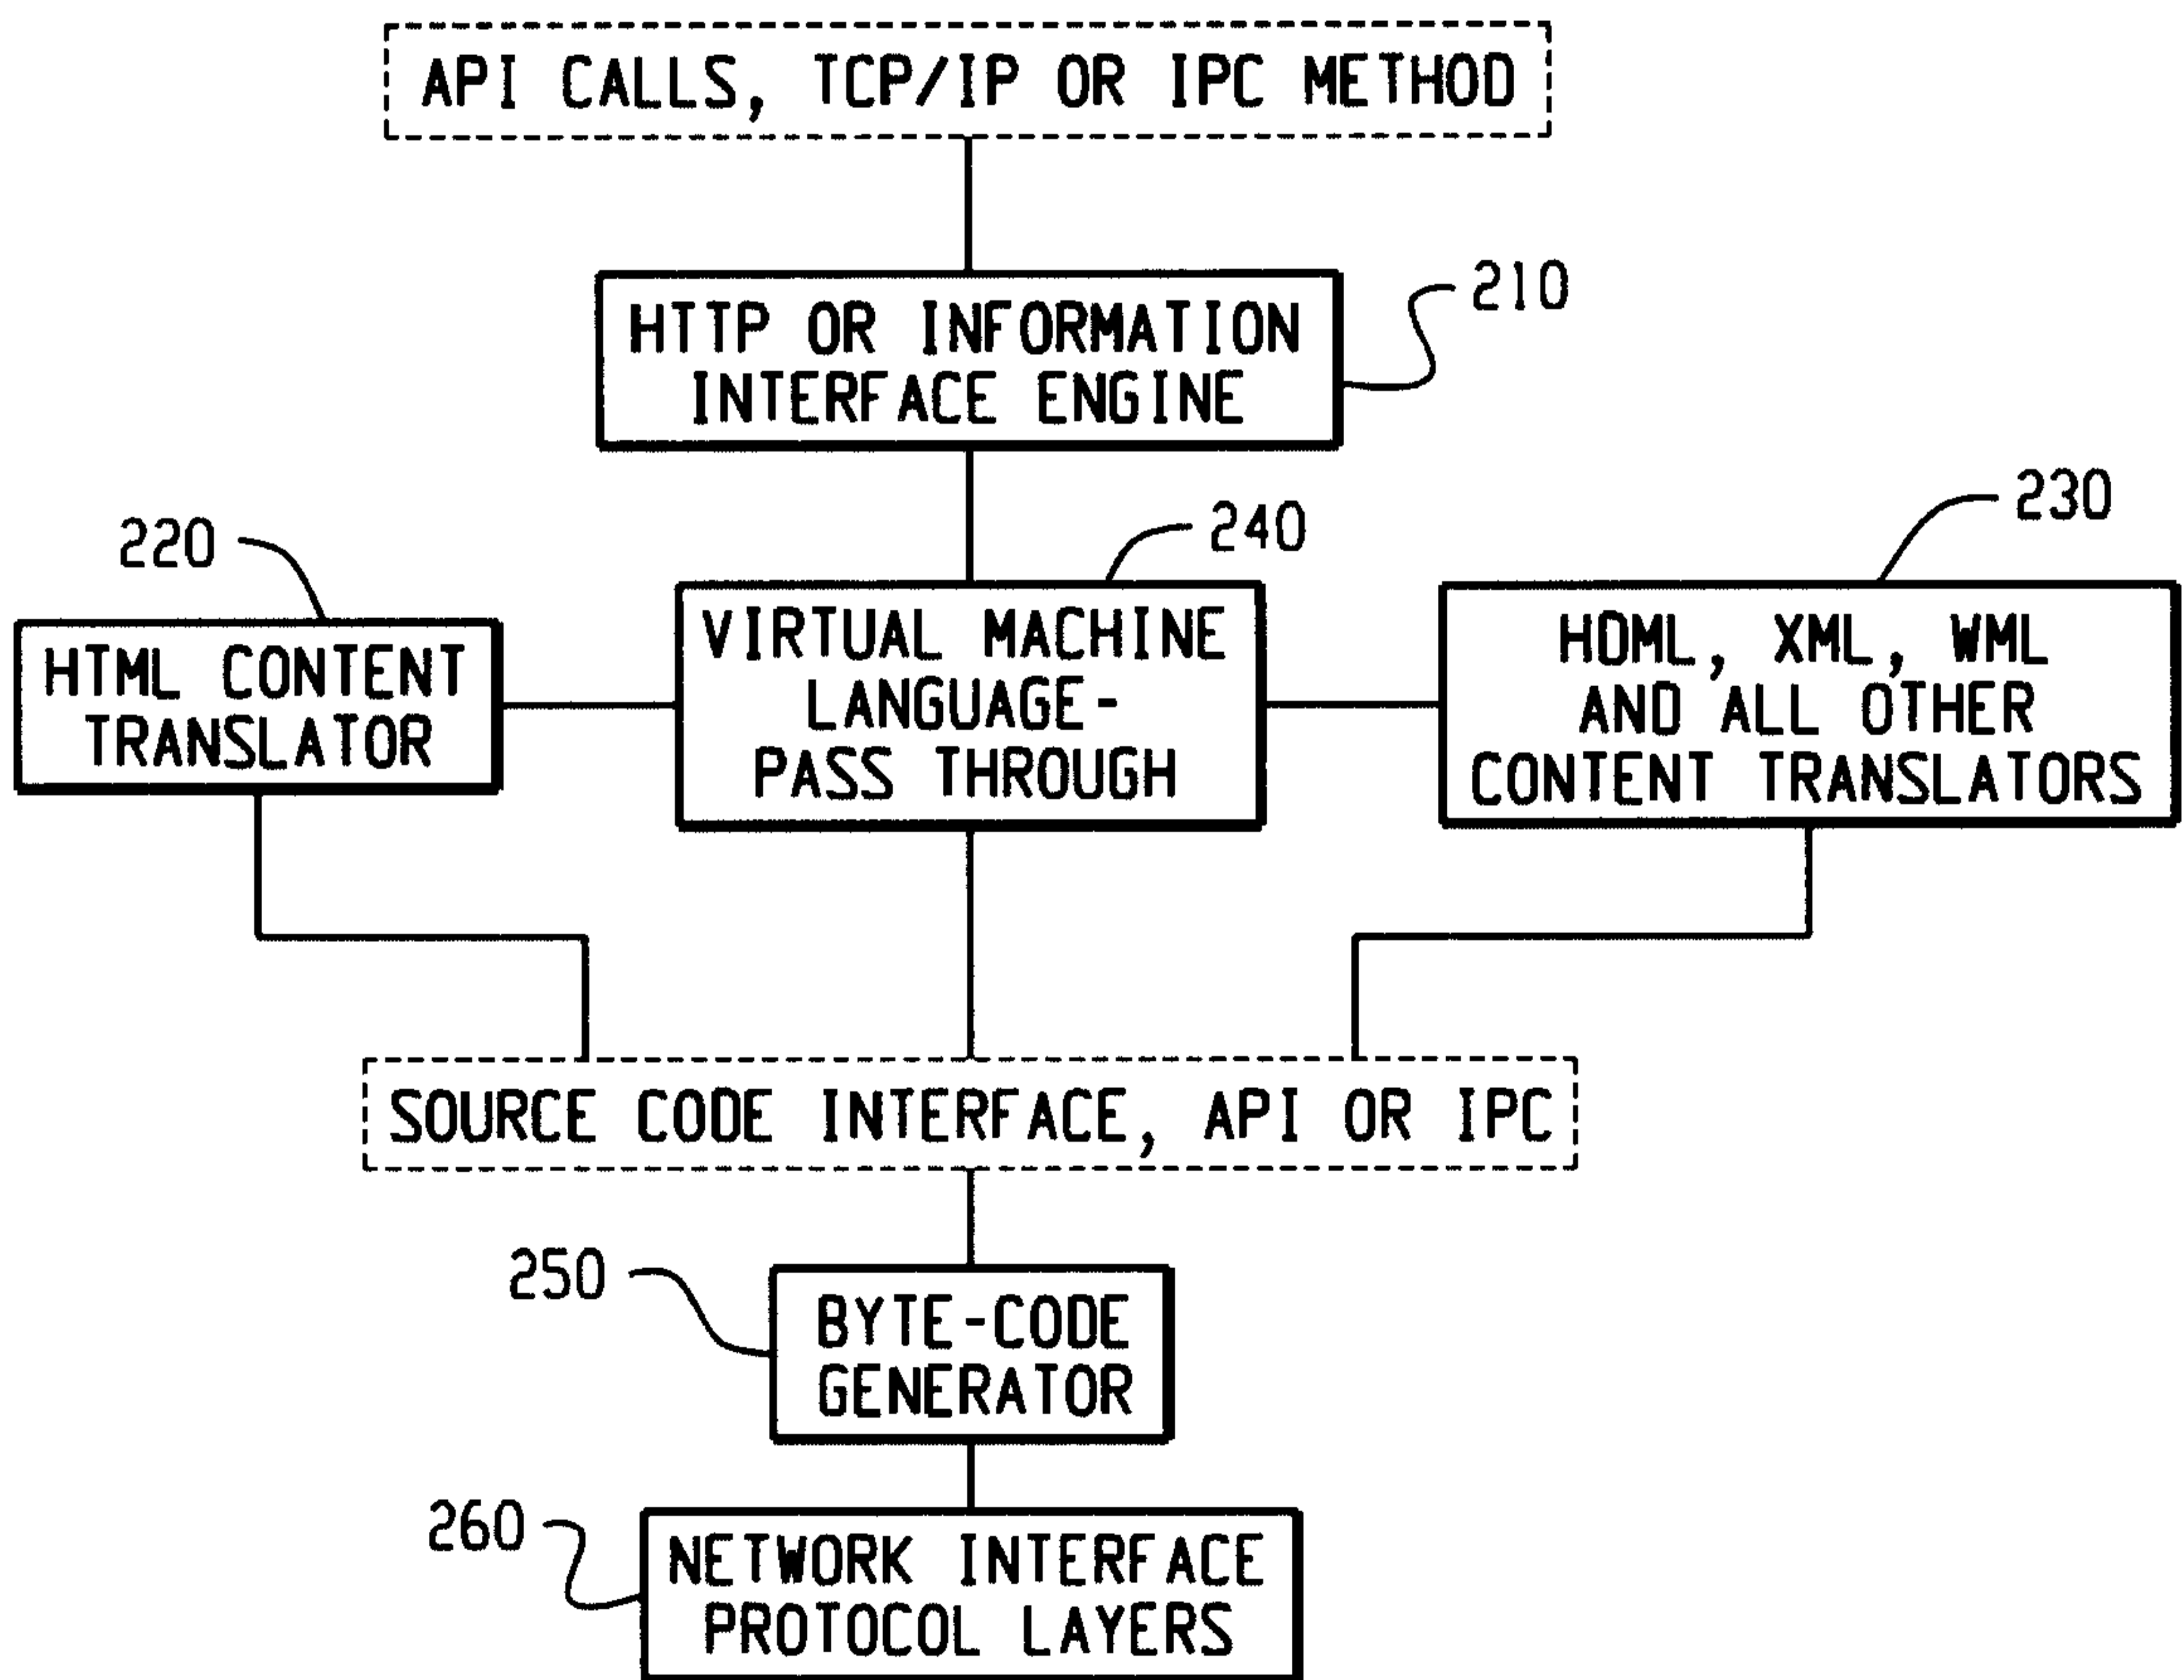 API CALLS, TCP/IP OR IPC METHOD
210
HTTP OR INFORMATION
INTERFACE ENGINE
230
240
220
HTML CONTENT
TRANSLATOR
VIRTUAL MACHINE
LANGUAGE-
PASS THROUGH
HDML, XML, WML
AND ALL OTHER
CONTENT TRANSLATORS
SOURCE CODE INTERFACE, API OR IPC
250
BYTE-CODE
GENERATOR
260
NETWORK INTERFACE
PROTOCOL LAYERS